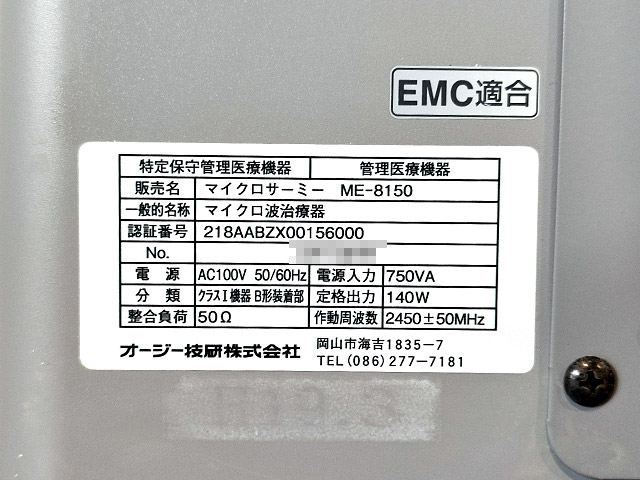 EMC適合
特定保守管理医療機器 管理医療機器
販売名 マイクロサーミー ME-8150
一般的名称 マイクロ波治療器
認証番号 218AABZX00156000
No.
電源 AC100V 50/60Hz 電源入力 750VA
分類 クラスI機器 B形装着部 定格出力 140W
整合負荷 50Ω 作動周波数 2450±50MHz
オージー技研株式会社 岡山市海吉1835-7
TEL(086)277-7181